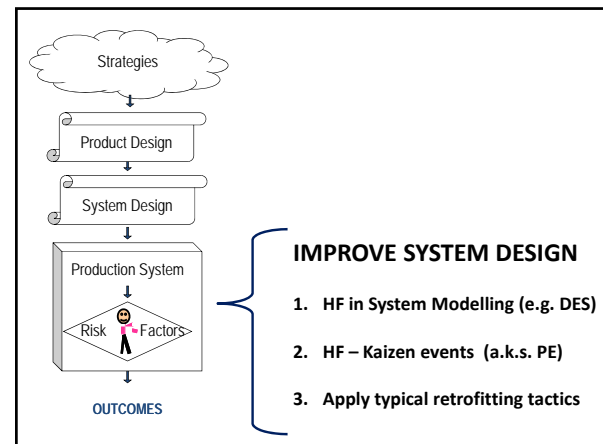 Strategies
Product Design
System Design
Production System
Risk Factors
OUTCOMES
IMPROVE SYSTEM DESIGN
1. HF in System Modelling (e.g. DES)
2. HF – Kaizen events (a.k.s. PE)
3. Apply typical retrofitting tactics